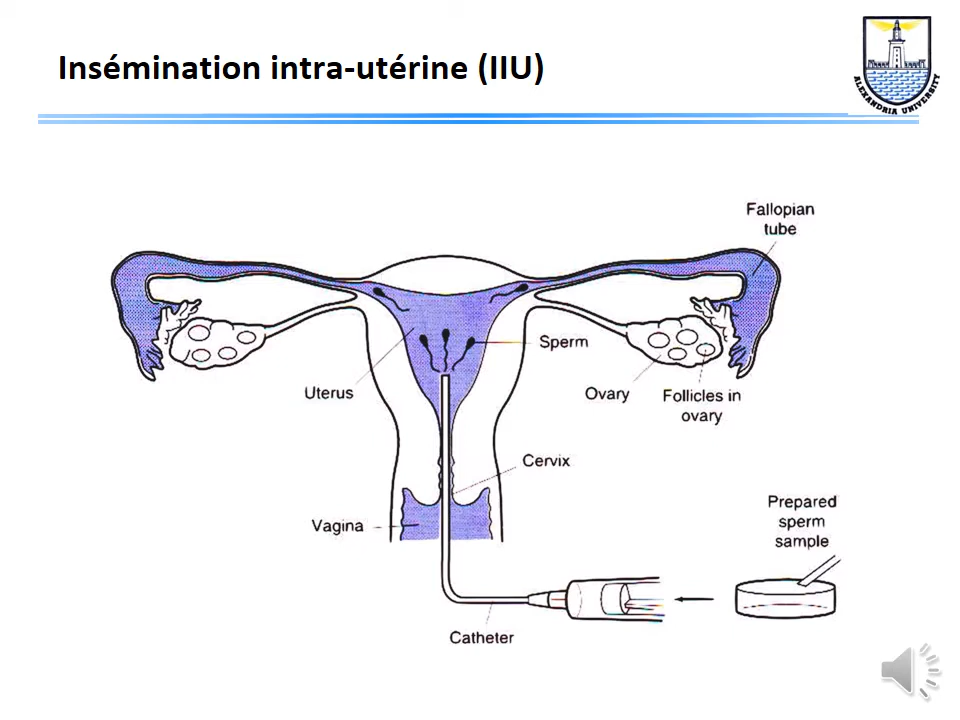 Insémination intra-utérine (IIU)
ALEXANDRIA UNIVERSITY
Fallopian
tube
Sperm
Uterus
Ovary
Follicles in
ovary
Cervix
Vagina
Prepared
sperm
sample
Catheter